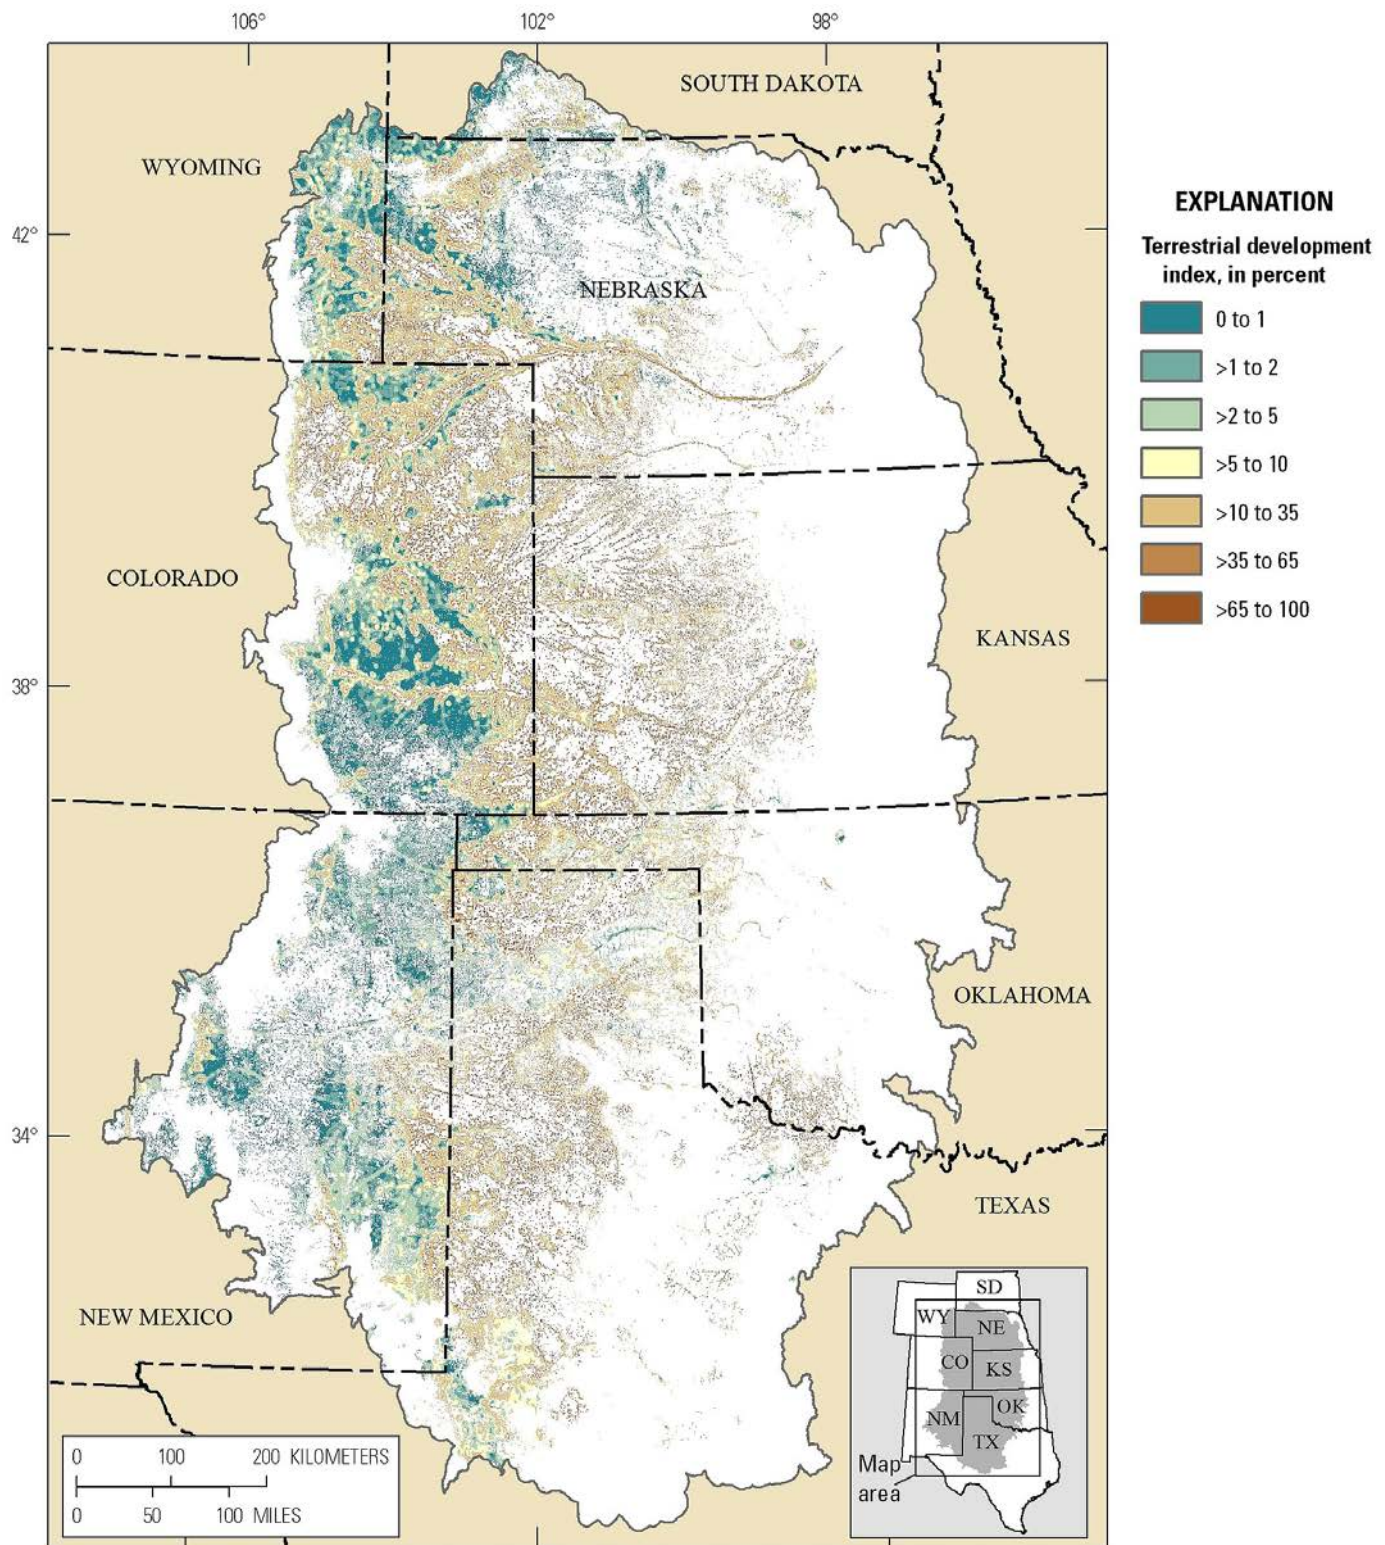 106°
102°
98°
SOUTH DAKOTA
WYOMING
EXPLANATION
42°
Terrestrial development
index, in percent
NEBRASKA
0 to 1
>1 to 2
>2 to 5
>5 to 10
>10 to 35
COLORADO
>35 to 65
>65 to 100
KANSAS
38°
OKLAHOMA
34°
TEXAS
NEW MEXICO
SD
WY
NE
CO
KS
NM
OK
TX
Map
area
0 100 200 KILOMETERS
0 50 100 MILES